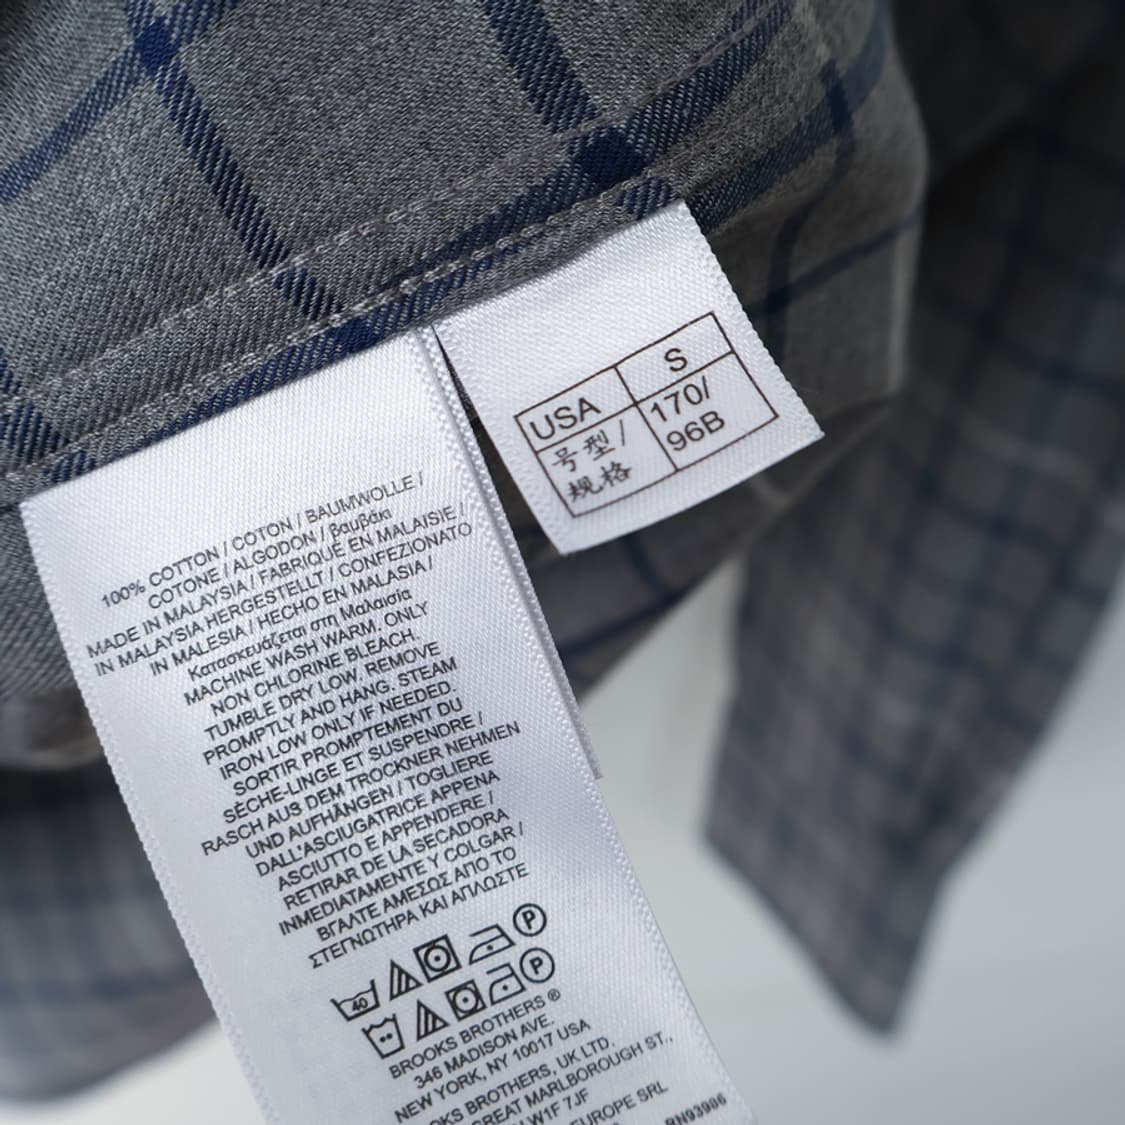 100% COTTON / COTON / BAUMWOLLE /
COTONE / ALGODON / βαμβάκι
MADE IN MALAYSIA / FABRIQUÉ EN MALAISIE /
IN MALAYSIA HERGESTELLT / CONFEZIONATO
IN MALESIA / HECHO EN MALASIA /
Κατασκευάζεται στη Μαλαισία
MACHINE WASH WARM. ONLY
NON CHLORINE BLEACH.
TUMBLE DRY LOW. REMOVE
PROMPTLY AND HANG. STEAM
IRON LOW ONLY IF NEEDED.
SORTIR PROMPTEMENT DU
SÈCHE-LINGE ET SUSPENDRE /
RASCH AUS DEM TROCKNER NEHMEN
UND AUFHÄNGEN / TOGLIERE
DALL'ASCIUGATRICE APPENA
ASCIUTTO E APPENDERE /
RETIRAR DE LA SECADORA
INMEDIATAMENTE Y COLGAR /
ΒΓΑΛΤΕ ΑΜΕΣΩΣ ΑΠΟ ΤΟ
ΣΤΕΓΝΩΤΗΡΑ ΚΑΙ ΑΠΛΩΣΤΕ
40 P
P
BROOKS BROTHERS ®
346 MADISON AVE.
NEW YORK, NY 10017 USA
OKS BROTHERS, UK LTD.
GREAT MARLBOROUGH ST.,
W1F 7JF
EUROPE SRL
RN93986
USA S
号型/ 170/
规格 96B